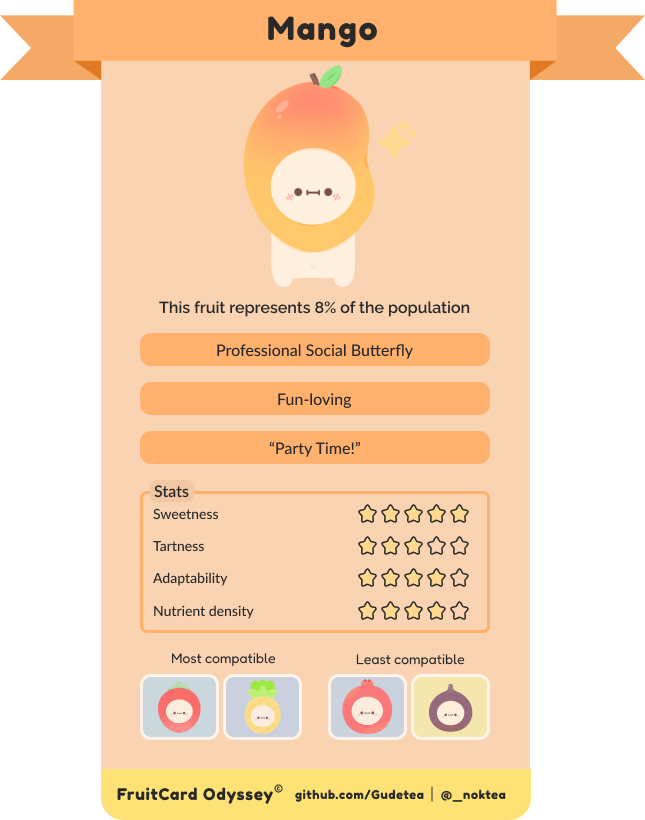 Mango
This fruit represents 8% of the population
Professional Social Butterfly
Fun-loving
“Party Time!”
Stats
Sweetness
Tartness
Adaptability
Nutrient density
Most compatible
Least compatible
FruitCard Odyssey© github.com/Gudetea | @_noktea